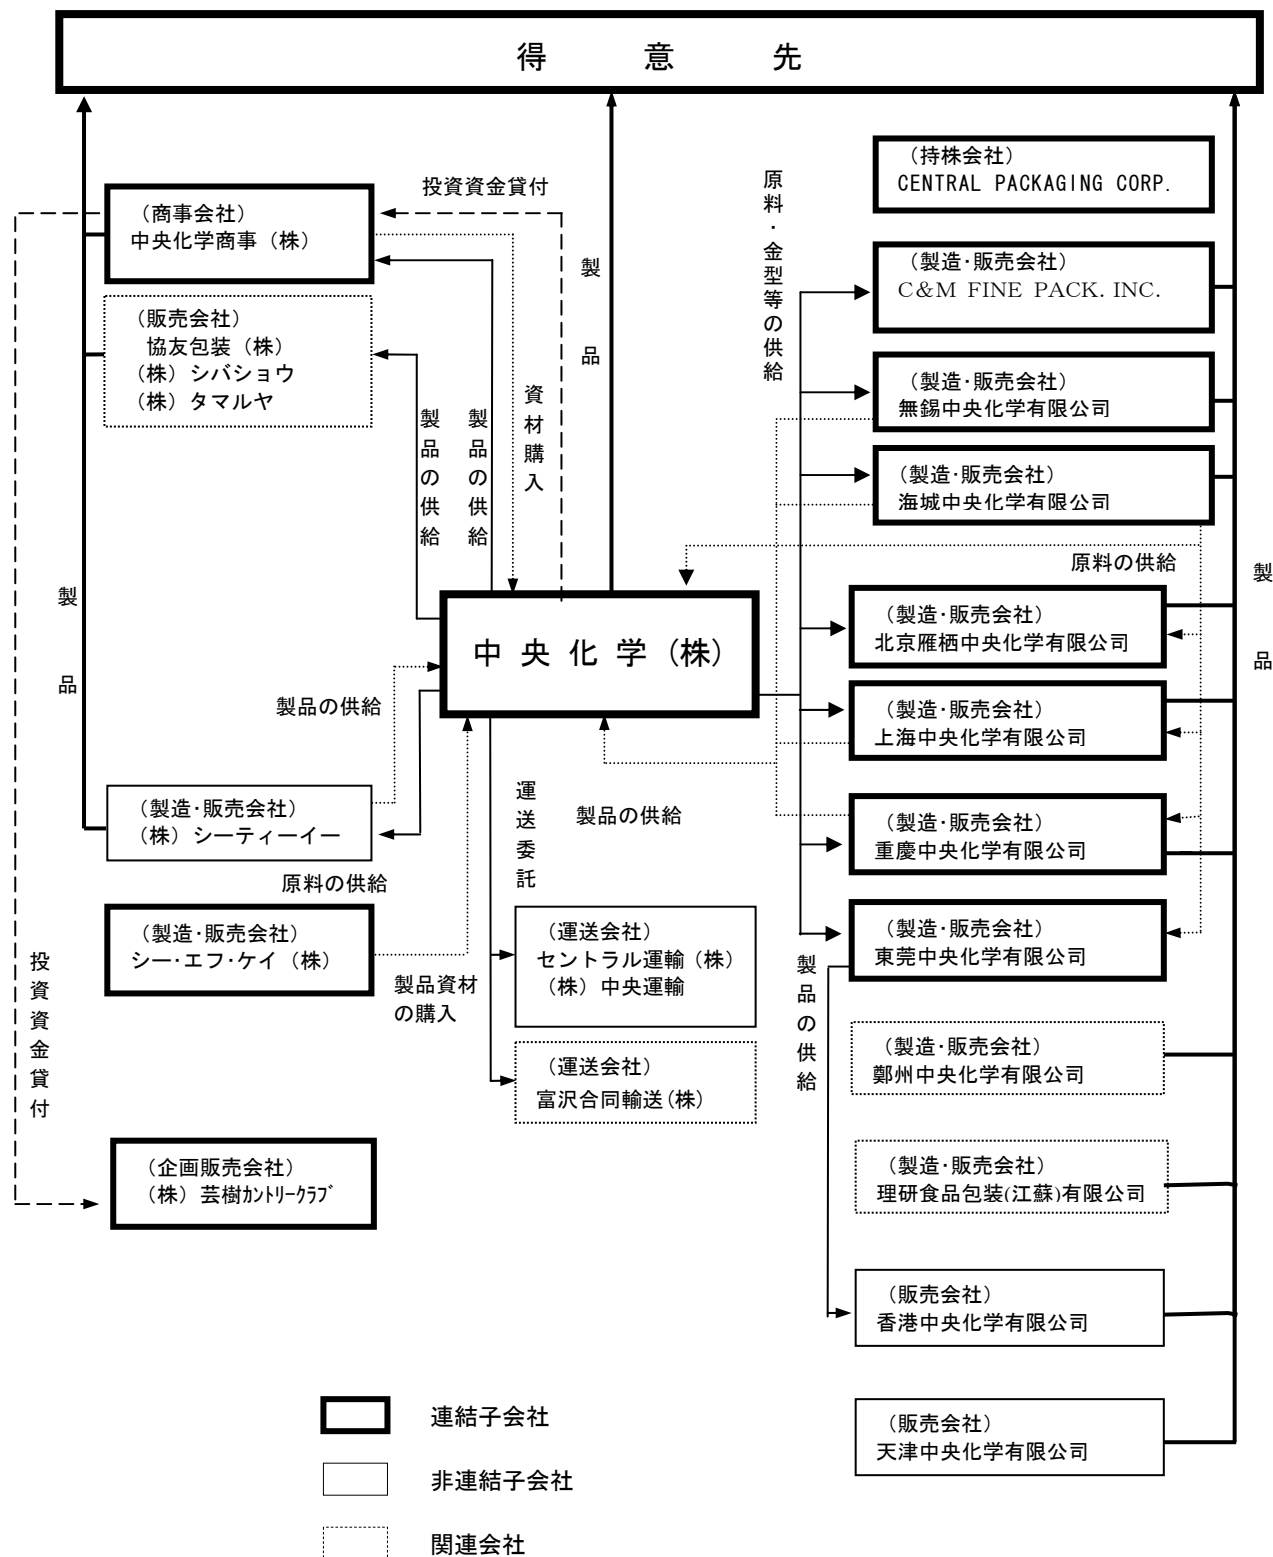 得意先
（持株会社）
CENTRAL PACKAGING CORP.
投資資金貸付
原料・金型等の供給
（商事会社）
中央化学商事（株）
製品
（製造・販売会社）
C&M FINE PACK. INC.
（販売会社）
協友包装（株）
（株）シバショウ
（株）タマルヤ
（製造・販売会社）
無錫中央化学有限公司
製品の供給
製品の供給
資材購入
（製造・販売会社）
海城中央化学有限公司
原料の供給
製品
製品
中央化学（株）
（製造・販売会社）
北京雁栖中央化学有限公司
製品の供給
（製造・販売会社）
上海中央化学有限公司
（製造・販売会社）
（株）シーティーイー
運送委託
製品の供給
（製造・販売会社）
重慶中央化学有限公司
原料の供給
（製造・販売会社）
シー・エフ・ケイ（株）
（運送会社）
セントラル運輸（株）
（株）中央運輸
（製造・販売会社）
東莞中央化学有限公司
投資資金貸付
製品資材
の購入
製品の供給
（運送会社）
富沢合同輸送(株)
（製造・販売会社）
鄭州中央化学有限公司
（企画販売会社）
（株）芸樹ｶﾝﾄﾘｰｸﾗﾌﾞ
（製造・販売会社）
理研食品包装(江蘇)有限公司
（販売会社）
香港中央化学有限公司
（販売会社）
天津中央化学有限公司
連結子会社
非連結子会社
関連会社